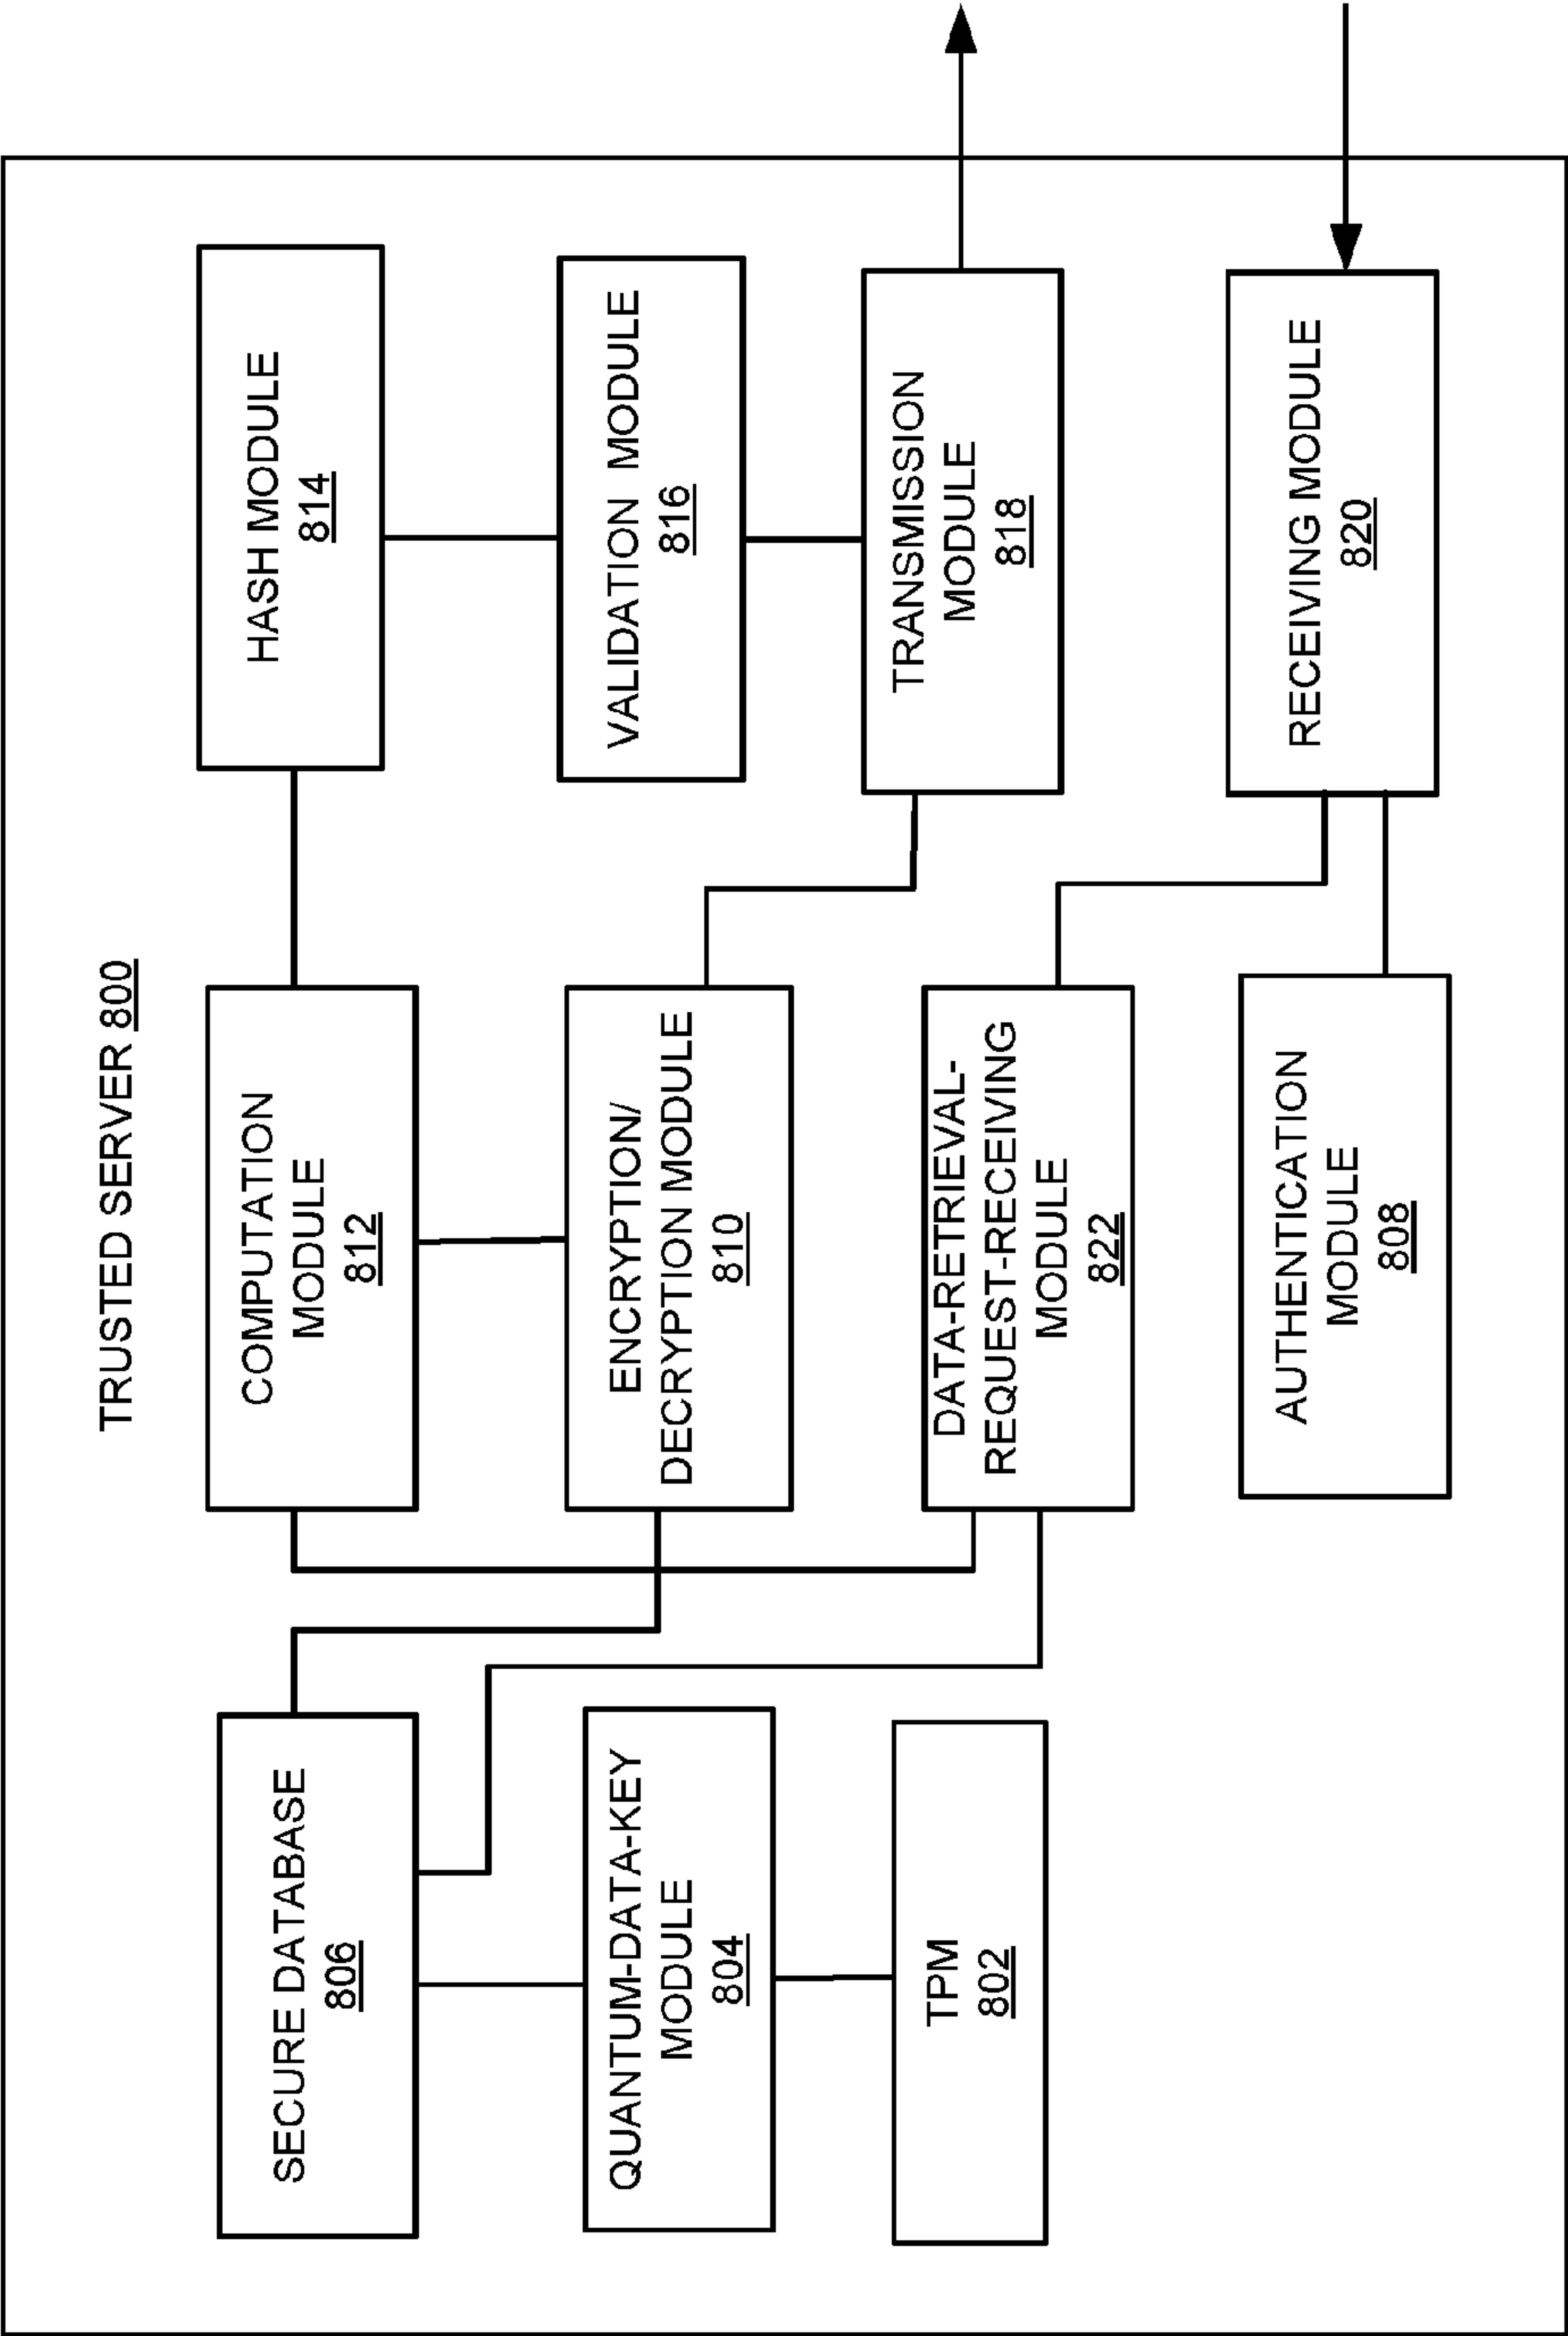 TRUSTED SERVER 800
SECURE DATABASE
806
QUANTUM-DATA-KEY
MODULE
804
TPM
802
COMPUTATION
MODULE
812
ENCRYPTION/
DECRYPTION MODULE
810
DATA-RETRIEVAL-
REQUEST-RECEIVING
MODULE
822
AUTHENTICATION
MODULE
808
HASH MODULE
814
VALIDATION MODULE
816
TRANSMISSION
MODULE
818
RECEIVING MODULE
820